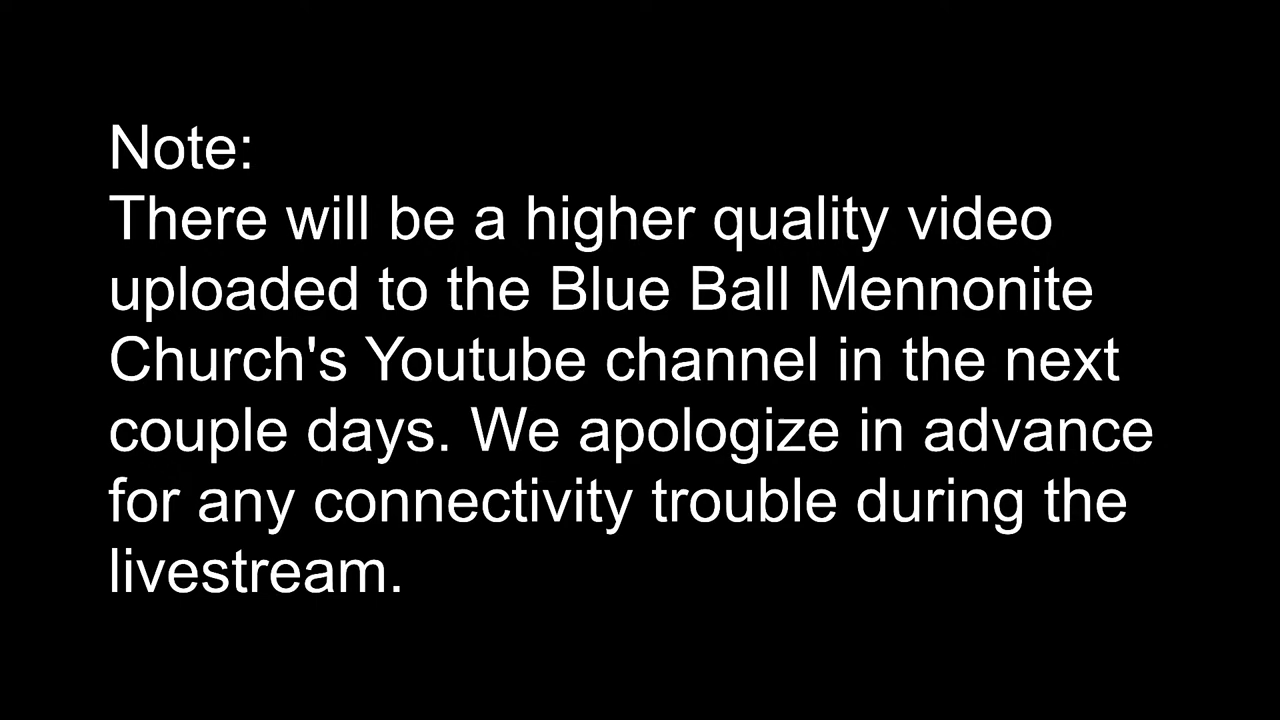 Note:
There will be a higher quality video
uploaded to the Blue Ball Mennonite
Church's Youtube channel in the next
couple days. We apologize in advance
for any connectivity trouble during the
livestream.